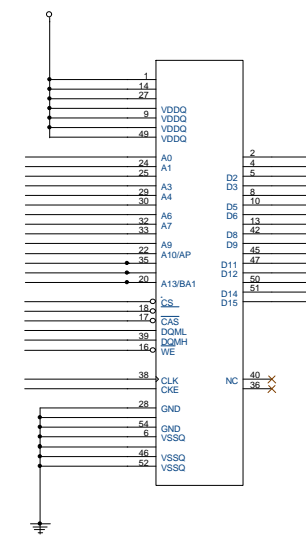 1
14
27
VDDQ
9 VDDQ
VDDQ
49 VDDQ
A0 2
24 A1 4
25 D2 5
A3 D3
29 A4 8
30 D5 10
A6 D6
32 A7 13
33 D8 42
A9 D9
22 A10/AP 45
35 D11 47
D12
20 A13/BA1 50
D14 51
CS D15
18
17 CAS
DQML
39 DQMH
16 WE
38 CLK NC 40
CKE 36
28 GND
54 GND
6 VSSQ
46 VSSQ
52 VSSQ